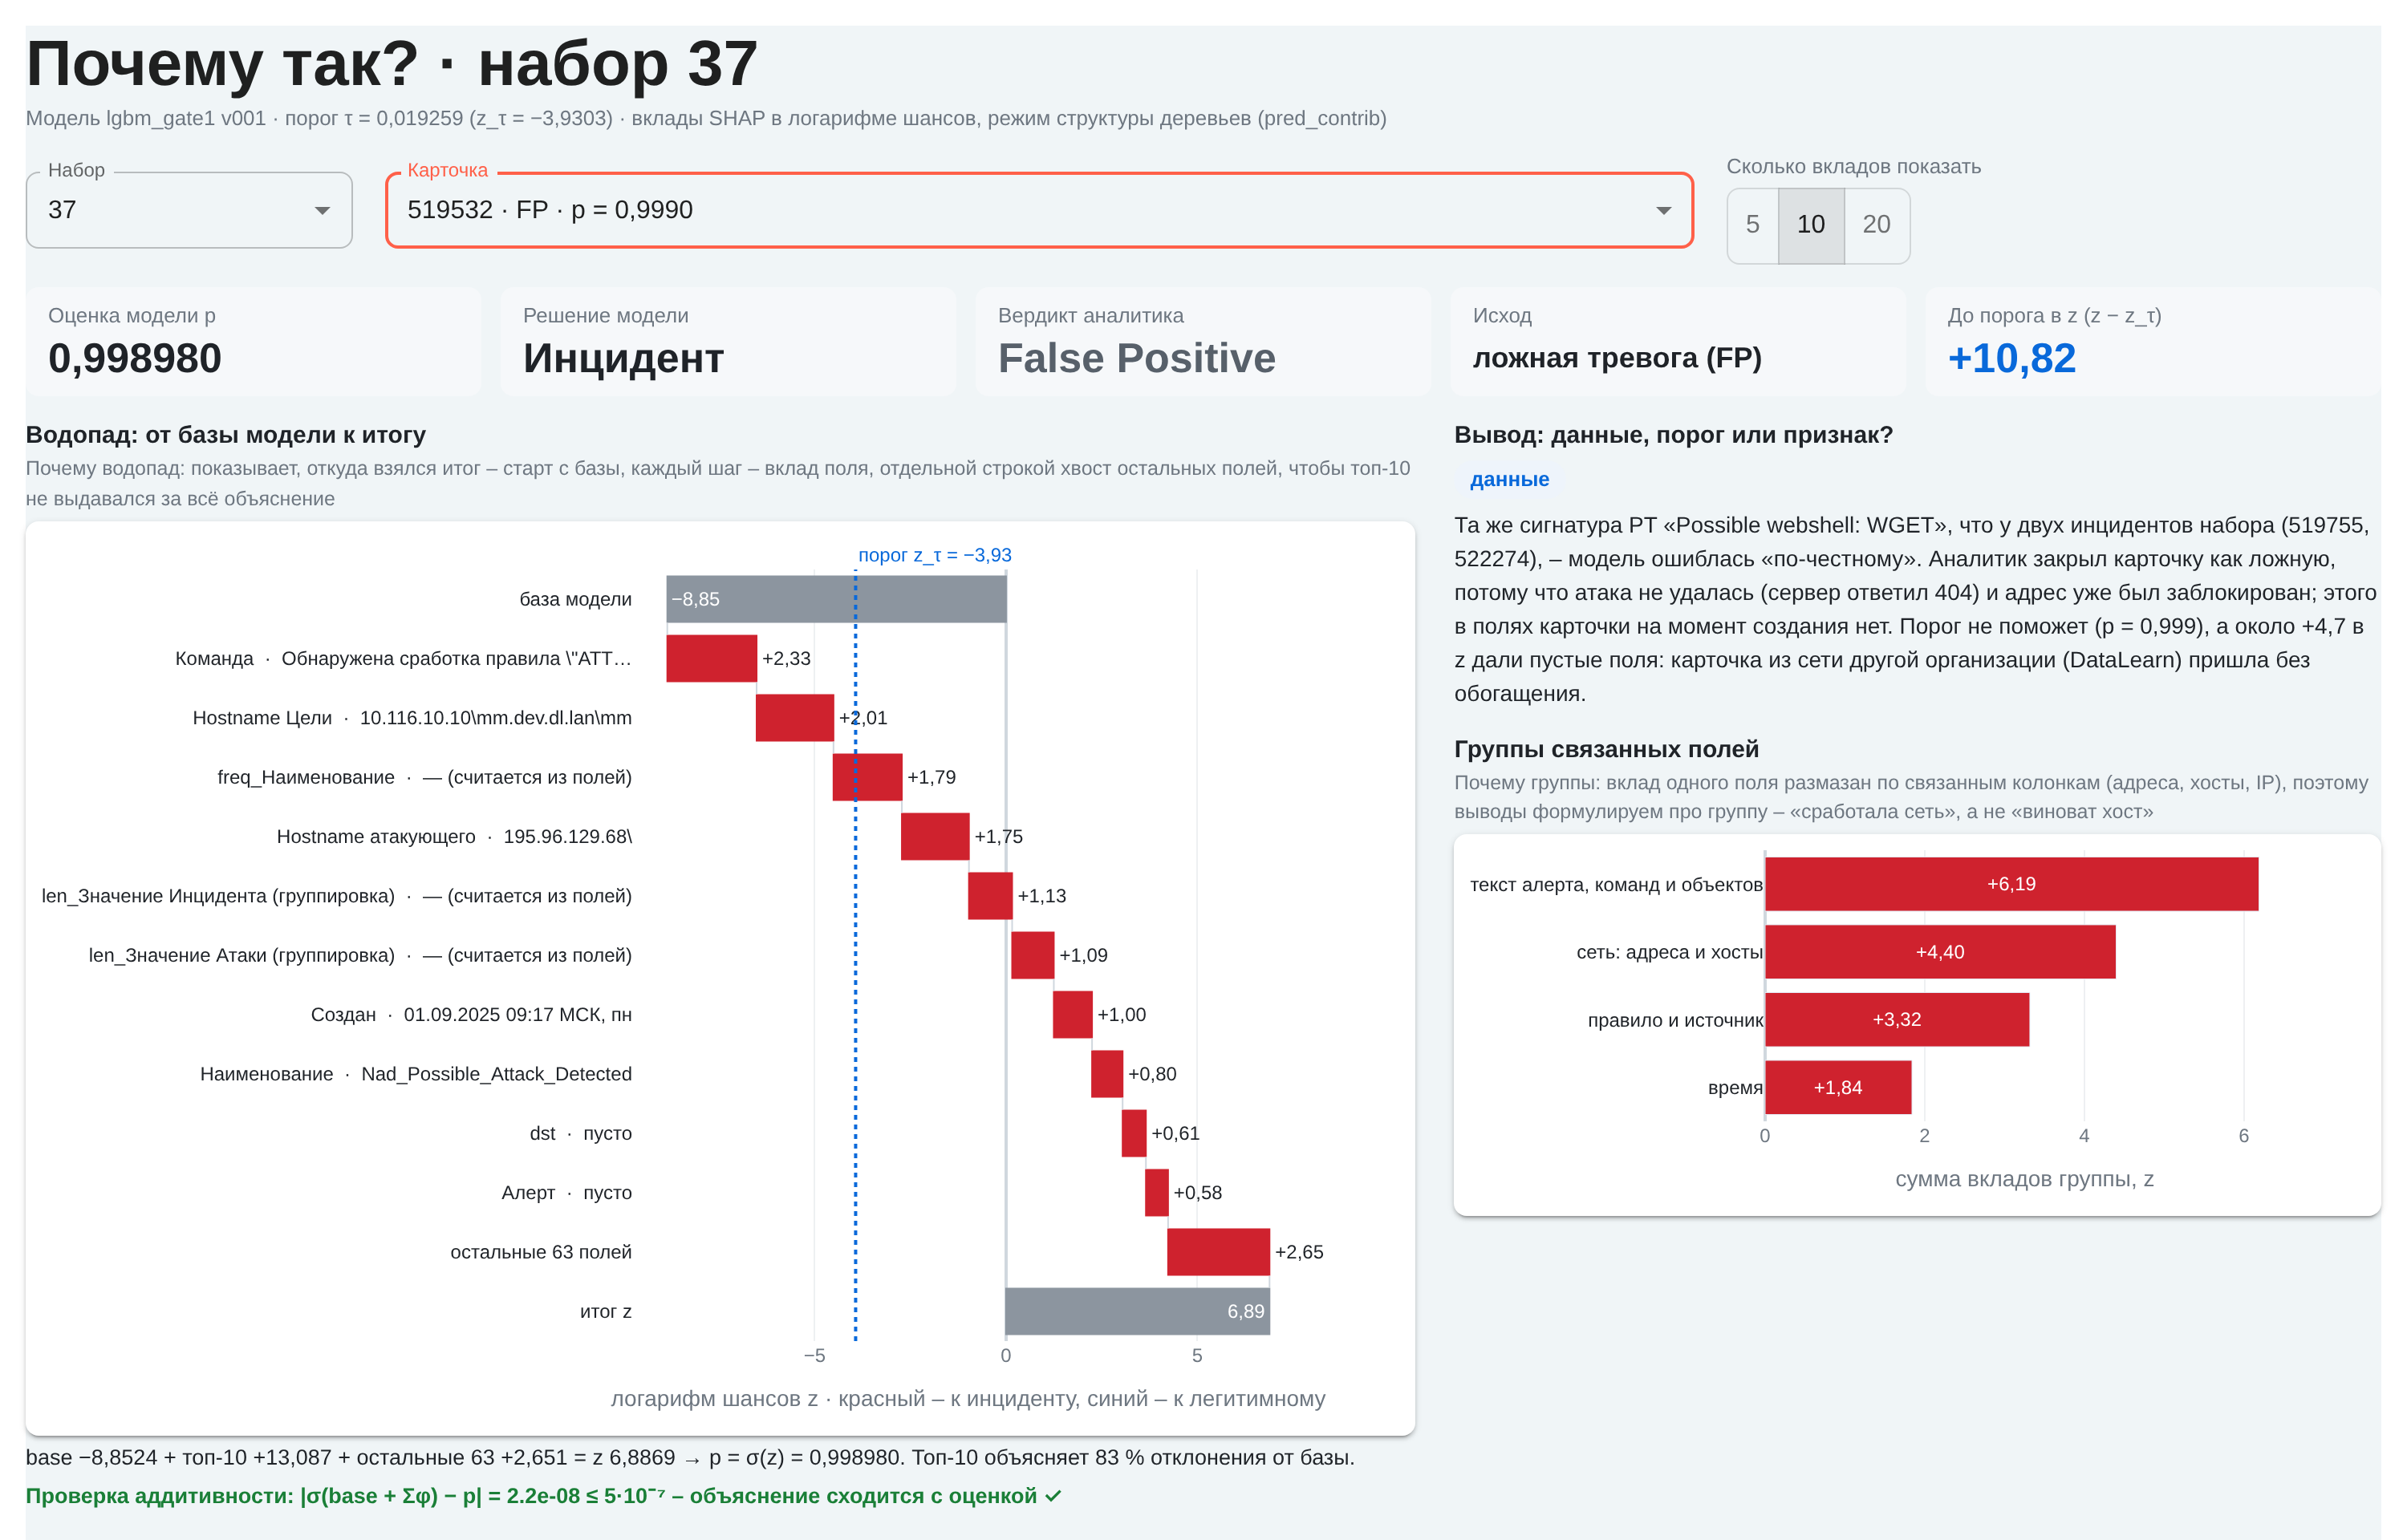 Почему так? · набор 37
Модель lgbm_gate1 v001 · порог τ = 0,019259 (z_τ = −3,9303) · вклады SHAP в логарифме шансов, режим структуры деревьев (pred_contrib)
Набор
37
Карточка
519532 · FP · p = 0,9990
Сколько вкладов показать
5 10 20
Оценка модели p
0,998980
Решение модели
Инцидент
Вердикт аналитика
False Positive
Исход
ложная тревога (FP)
До порога в z (z − z_τ)
+10,82
Водопад: от базы модели к итогу
Почему водопад: показывает, откуда взялся итог – старт с базы, каждый шаг – вклад поля, отдельной строкой хвост остальных полей, чтобы топ-10
не выдавался за всё объяснение
порог z_τ = −3,93
база модели −8,85
Команда · Обнаружена сработка правила \"ATT… +2,33
Hostname Цели · 10.116.10.10\mm.dev.dl.lan\mm +2,01
freq_Наименование · — (считается из полей) +1,79
Hostname атакующего · 195.96.129.68\ +1,75
len_Значение Инцидента (группировка) · — (считается из полей) +1,13
len_Значение Атаки (группировка) · — (считается из полей) +1,09
Создан · 01.09.2025 09:17 МСК, пн +1,00
Наименование · Nad_Possible_Attack_Detected +0,80
dst · пусто +0,61
Алерт · пусто +0,58
остальные 63 полей +2,65
итог z 6,89
−5 0 5
логарифм шансов z · красный – к инциденту, синий – к легитимному
base −8,8524 + топ-10 +13,087 + остальные 63 +2,651 = z 6,8869 → p = σ(z) = 0,998980. Топ-10 объясняет 83 % отклонения от базы.
Проверка аддитивности: |σ(base + Σφ) − p| = 2.2e-08 ≤ 5·10⁻⁷ – объяснение сходится с оценкой ✓
Вывод: данные, порог или признак?
данные
Та же сигнатура PT «Possible webshell: WGET», что у двух инцидентов набора (519755,
522274), – модель ошиблась «по-честному». Аналитик закрыл карточку как ложную,
потому что атака не удалась (сервер ответил 404) и адрес уже был заблокирован; этого
в полях карточки на момент создания нет. Порог не поможет (p = 0,999), а около +4,7 в
z дали пустые поля: карточка из сети другой организации (DataLearn) пришла без
обогащения.
Группы связанных полей
Почему группы: вклад одного поля размазан по связанным колонкам (адреса, хосты, IP), поэтому
выводы формулируем про группу – «сработала сеть», а не «виноват хост»
текст алерта, команд и объектов +6,19
сеть: адреса и хосты +4,40
правило и источник +3,32
время +1,84
0 2 4 6
сумма вкладов группы, z